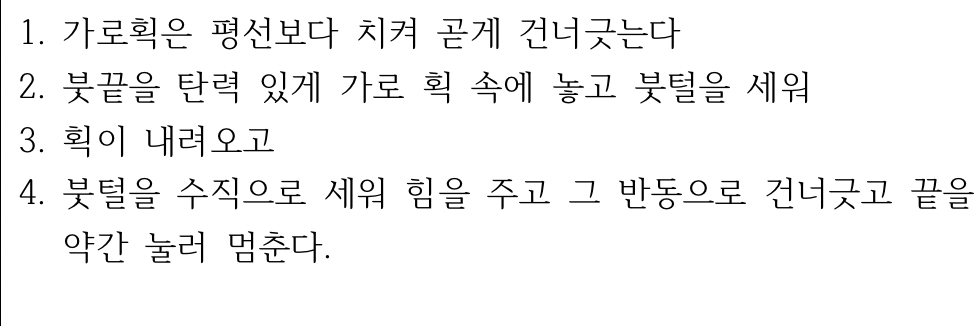 1. 가로획은 평선보다 치켜 곧게 건너긋는다
2. 붓끝을 탄력 있게 가로 획 속에 놓고 붓털을 세워
3. 획이 내려오고
4. 붓털을 수직으로 세워 힘을 주고 그 반동으로 건너긋고 끝을
약간 눌러 멈춘다.